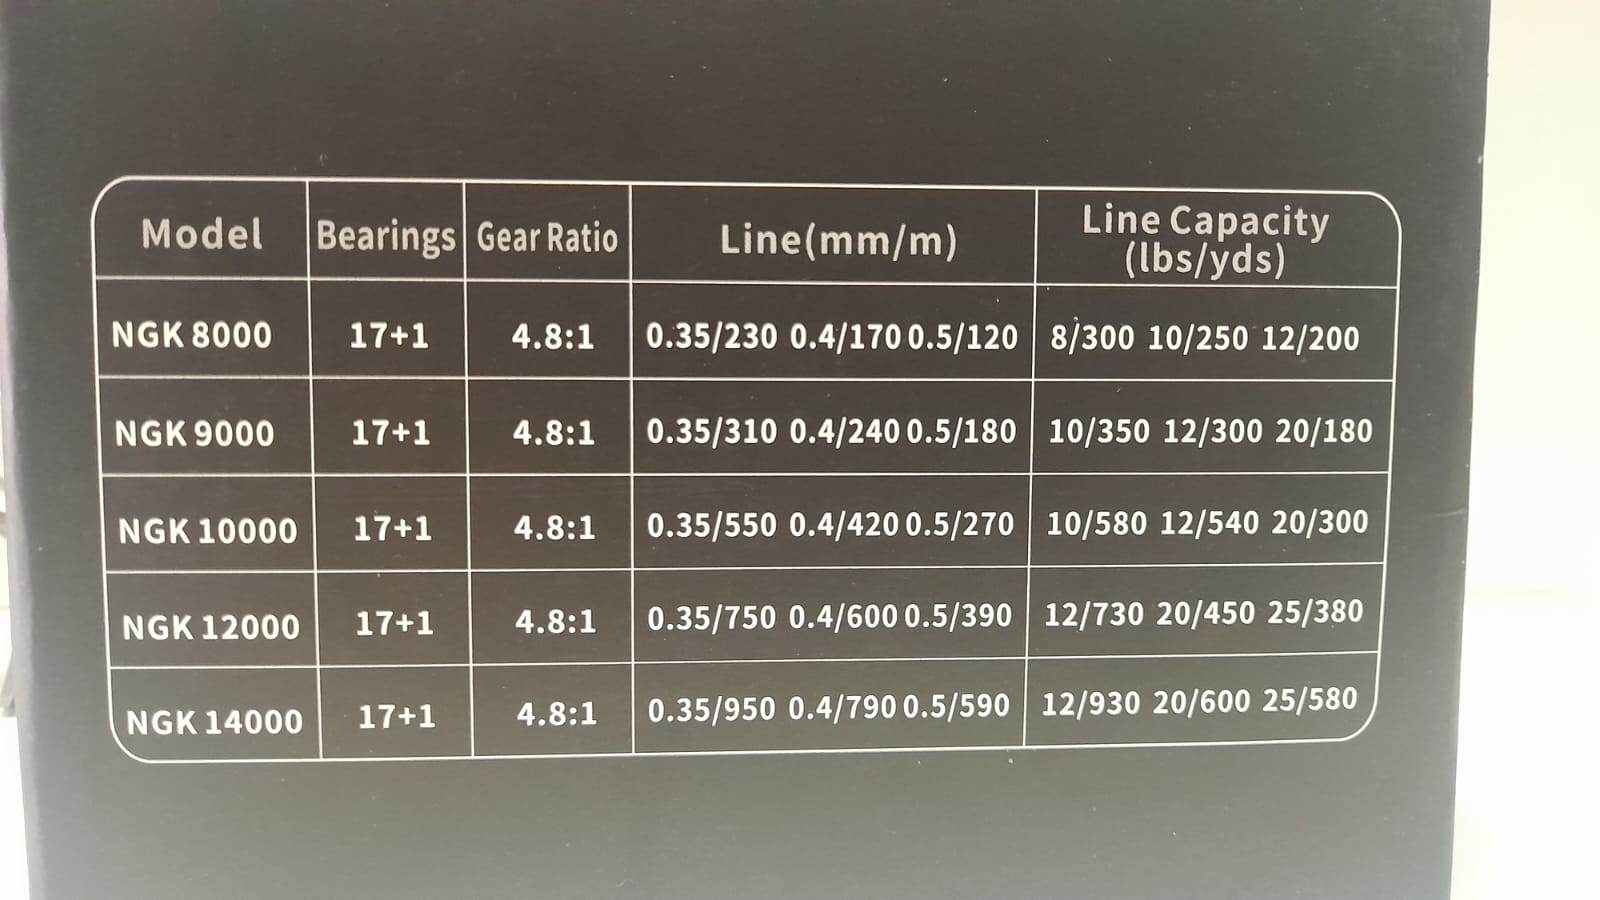 Model Bearings Gear Ratio Line(mm/m) Line Capacity
(lbs/yds)
NGK 8000 17+1 4.8:1 0.35/230 0.4/170 0.5/120 8/300 10/250 12/200
NGK 9000 17+1 4.8:1 0.35/310 0.4/240 0.5/180 10/350 12/300 20/180
NGK 10000 17+1 4.8:1 0.35/550 0.4/420 0.5/270 10/580 12/540 20/300
NGK 12000 17+1 4.8:1 0.35/750 0.4/600 0.5/390 12/730 20/450 25/380
NGK 14000 17+1 4.8:1 0.35/950 0.4/790 0.5/590 12/930 20/600 25/580